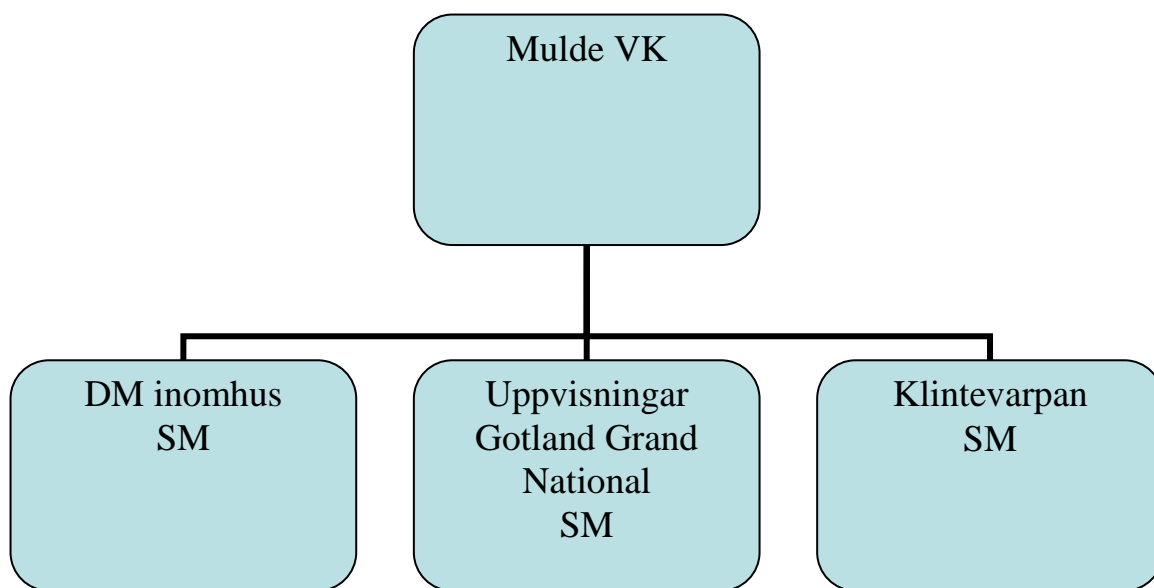 Mulde VK
DM inomhus
SM
Uppvisningar
Gotland Grand
National
SM
Klintevarpan
SM